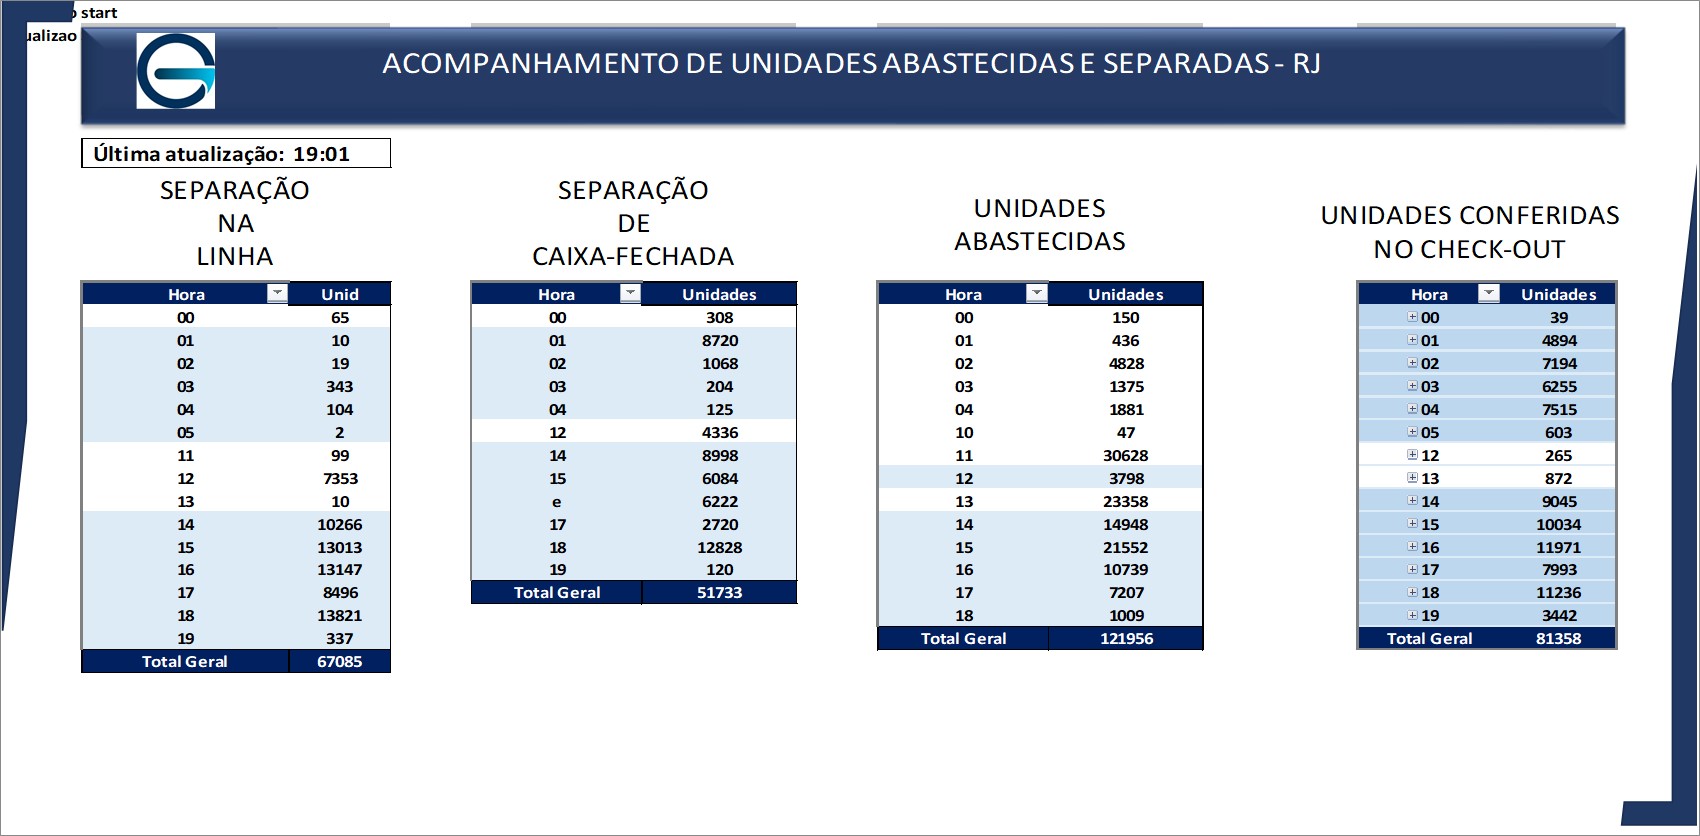 start
ualizao
ACOMPANHAMENTO DE UNIDADES ABASTECIDAS E SEPARADAS - RJ
Última atualização: 19:01
SEPARAÇÃO
NA
LINHA
Hora Unid
00 65
01 10
02 19
03 343
04 104
05 2
11 99
12 7353
13 10
14 10266
15 13013
16 13147
17 8496
18 13821
19 337
Total Geral 67085
SEPARAÇÃO
DE
CAIXA-FECHADA
Hora Unidades
00 308
01 8720
02 1068
03 204
04 125
12 4336
14 8998
15 6084
e 6222
17 2720
18 12828
19 120
Total Geral 51733
UNIDADES
ABASTECIDAS
Hora Unidades
00 150
01 436
02 4828
03 1375
04 1881
10 47
11 30628
12 3798
13 23358
14 14948
15 21552
16 10739
17 7207
18 1009
Total Geral 121956
UNIDADES CONFERIDAS
NO CHECK-OUT
Hora Unidades
00 39
01 4894
02 7194
03 6255
04 7515
05 603
12 265
13 872
14 9045
15 10034
16 11971
17 7993
18 11236
19 3442
Total Geral 81358